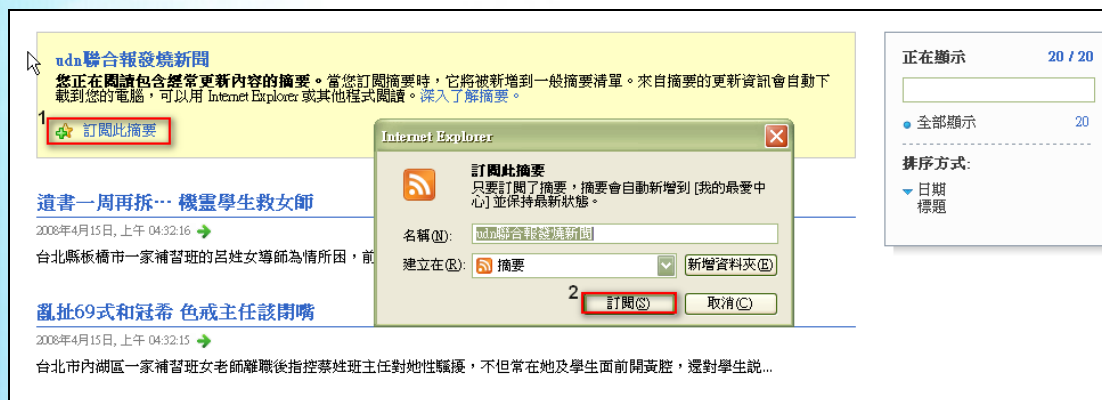 udn聯合報發燒新聞
您正在閱讀包含經常更新內容的摘要。當您訂閱摘要時，它將被新增到一般摘要清單。來自摘要的更新資訊會自動下
載到您的電腦，可以用 Internet Explorer 或其他程式閱讀。深入了解摘要。
1
訂閱此摘要
遺書一周再拆… 機靈學生救女師
2008年4月15日, 上午 04:32:16
台北縣板橋市一家補習班的呂姓女導師為情所困，前
亂扯69式和冠希 色戒主任該閉嘴
2008年4月15日, 上午 04:32:15
台北市內湖區一家補習班女老師離職後指控蔡姓班主任對她性騷擾，不但常在她及學生面前開黃腔，還對學生說...
Internet Explorer
訂閱此摘要
只要訂閱了摘要，摘要會自動新增到 [我的最愛中
心] 並保持最新狀態。
名稱(N): udn聯合報發燒新聞
建立在(R): 摘要 新增資料夾(E)
2 訂閱(S) 取消(C)
正在顯示 20 / 20
全部顯示 20
排序方式:
日期
標題